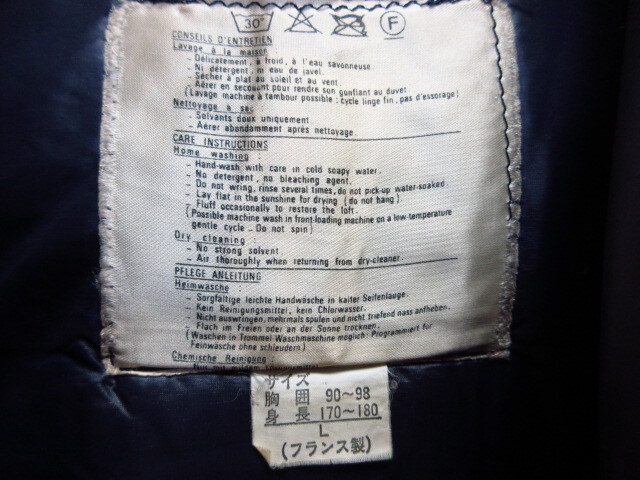 30°
F
CONSEILS D'ENTRETIEN
Lavage à la maison:
- Délicatement, à froid, à l'eau savonneuse.
- Ni détergent, ni eau de javel.
- Sécher à plat au soleil et au vent.
- Aérer en secouant pour rendre son gonflant au duvet
(Lavage machine à tambour possible: cycle linge fin, pas d'essorage)
Nettoyage à sec:
- Solvants doux uniquement.
- Aérer abondamment après nettoyage.
CARE INSTRUCTIONS
Home washing:
- Hand-wash with care in cold soapy water.
- No detergent, no bleaching agent.
- Do not wring, rinse several times, do not pick-up water-soaked
- Lay flat in the sunshine for drying (do not hang)
- Fluff occasionally to restore the loft.
(Possible machine wash in front-loading machine on a low-temperature
gentle cycle - Do not spin)
Dry cleaning:
- No strong solvent.
- Air thoroughly when returning from dry-cleaner.
PFLEGE ANLEITUNG
Heimwäsche:
- Sorgfältige leichte Handwäsche in kalter Seifenlauge.
- Kein Reinigungsmittel, kein Chlorwasser.
- Nicht auswringen, mehrmals spülen und nicht triefend nass aufheben.
- Flach im Freien oder an der Sonne trocknen.
(Waschen in Trommel-Waschmaschine möglich: Programmiert für
Feinwäsche ohne schleudern)
Chemische Reinigung:
サイズ
胸囲 90~98
身長 170~180
L
(フランス製)